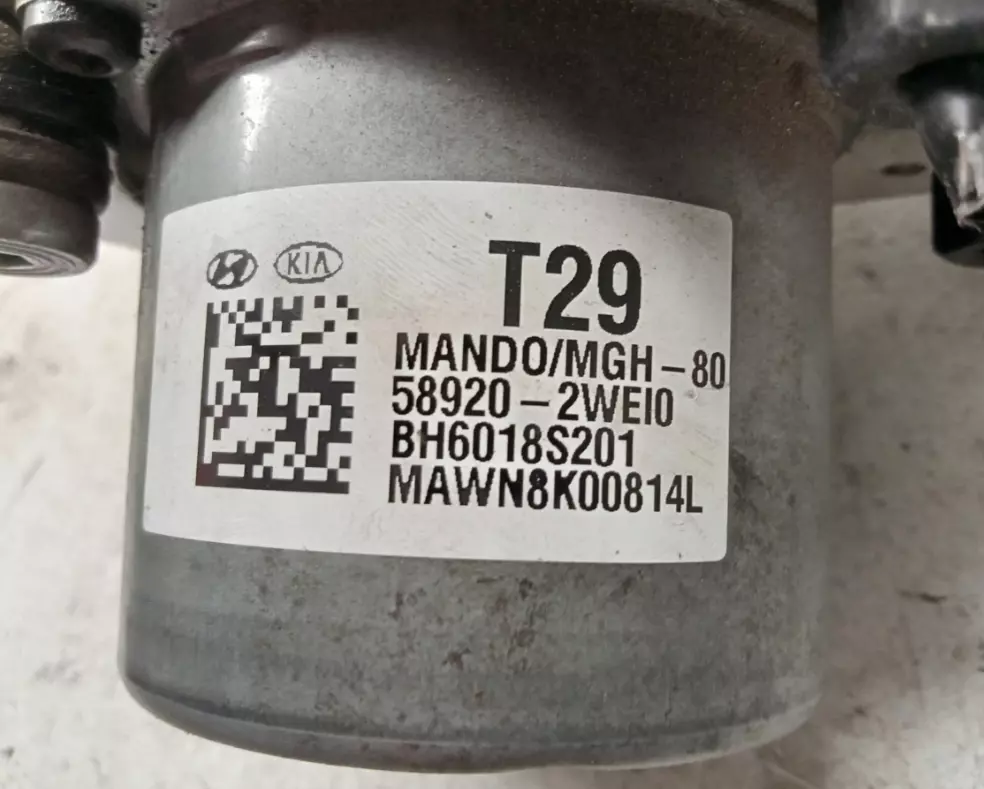 KIA
T29
MANDO/MGH-80
58920-2WEI0
BH6018S201
MAWN8K00814L